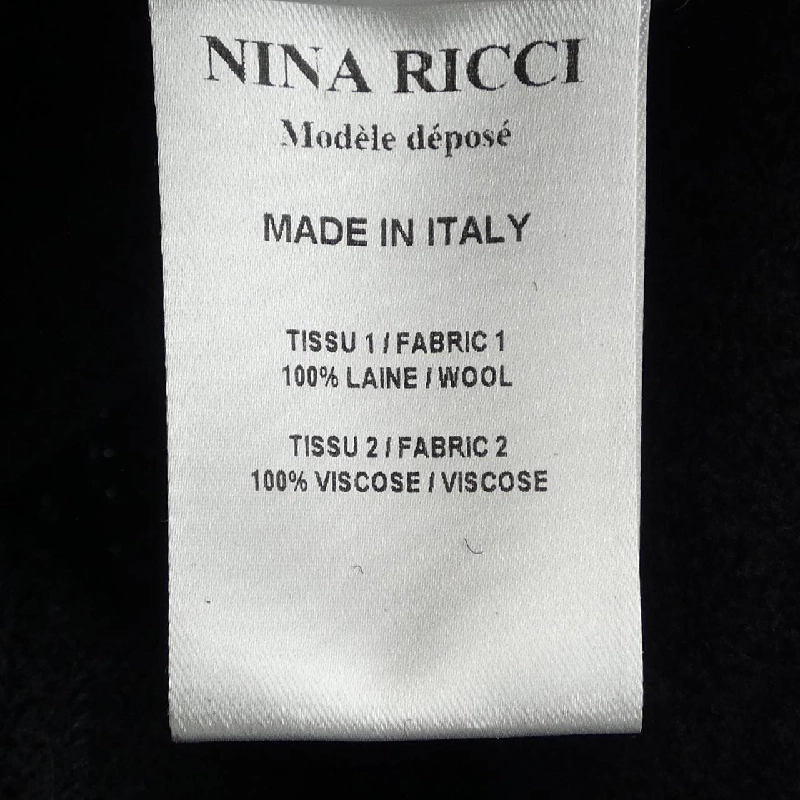 NINA RICCI
Modèle déposé
MADE IN ITALY
TISSU 1 / FABRIC 1
100% LAINE / WOOL
TISSU 2 / FABRIC 2
100% VISCOSE / VISCOSE